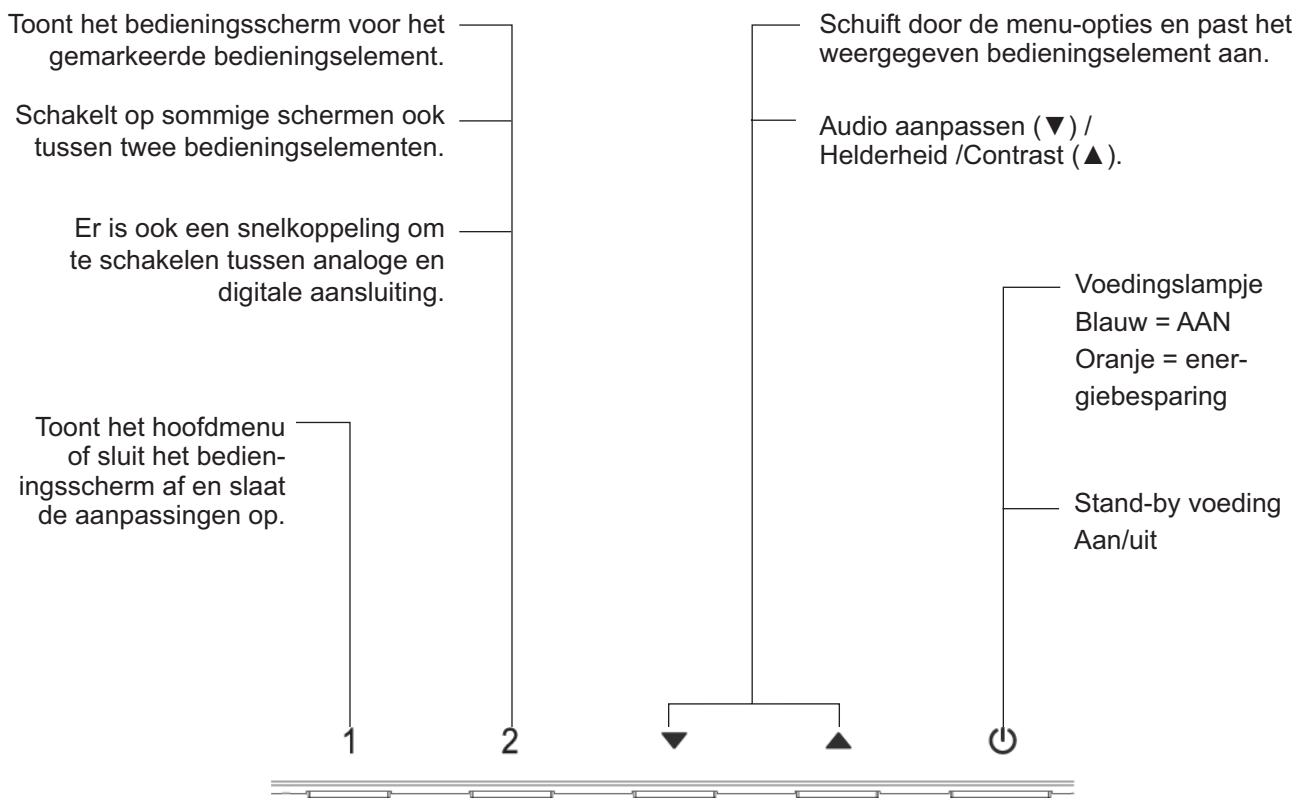 Toont het bedieningsscherm voor het
gemarkeerde bedieningselement.
Schakelt op sommige schermen ook
tussen twee bedieningselementen.
Er is ook een snelkoppeling om
te schakelen tussen analoge en
digitale aansluiting.
Toont het hoofdmenu
of sluit het bedien-
ingsscherm af en slaat
de aanpassingen op.
Schuift door de menu-opties en past het
weergegeven bedieningselement aan.
Audio aanpassen (▼) /
Helderheid /Contrast (▲).
Voedingslampje
Blauw = AAN
Oranje = ener-
giebesparing
Stand-by voeding
Aan/uit
1 2 ▼ ▲ ⏻